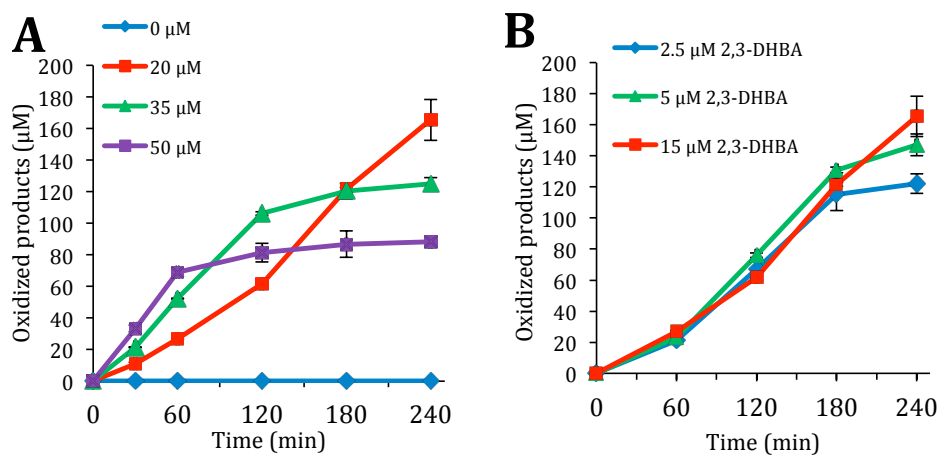 A
0 μM
20 μM
35 μM
50 μM
Oxidized products (μM)
200
180
160
140
120
100
80
60
40
20
0
0 60 120 180 240
Time (min)
B
2.5 μM 2,3-DHBA
5 μM 2,3-DHBA
15 μM 2,3-DHBA
Oxidized products (μM)
200
180
160
140
120
100
80
60
40
20
0
0 60 120 180 240
Time (min)